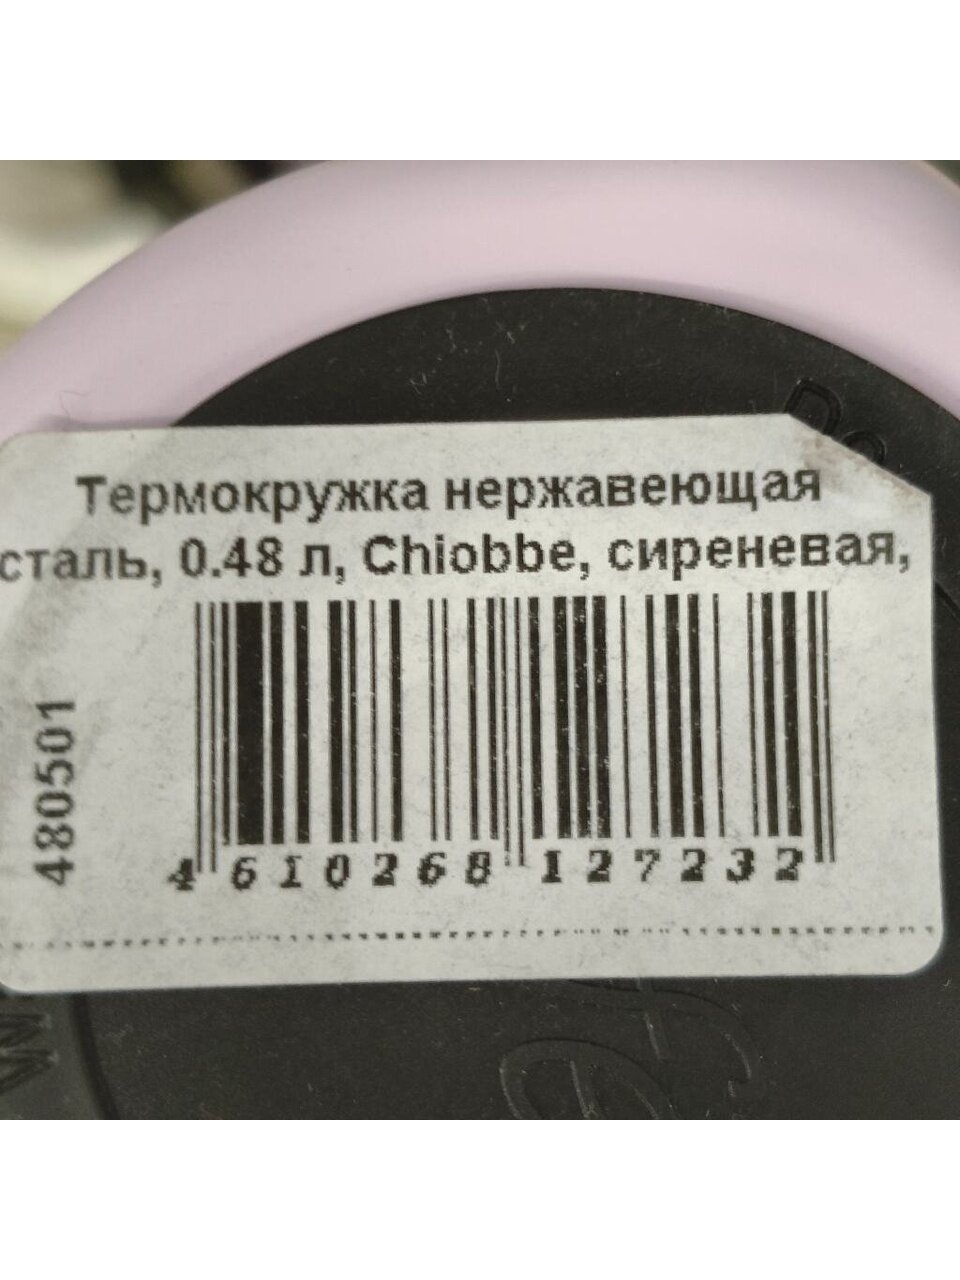 Термокружка нержавеющая
сталь, 0.48 л, Chiobbe, сиреневая,
480501
4 610268 127232